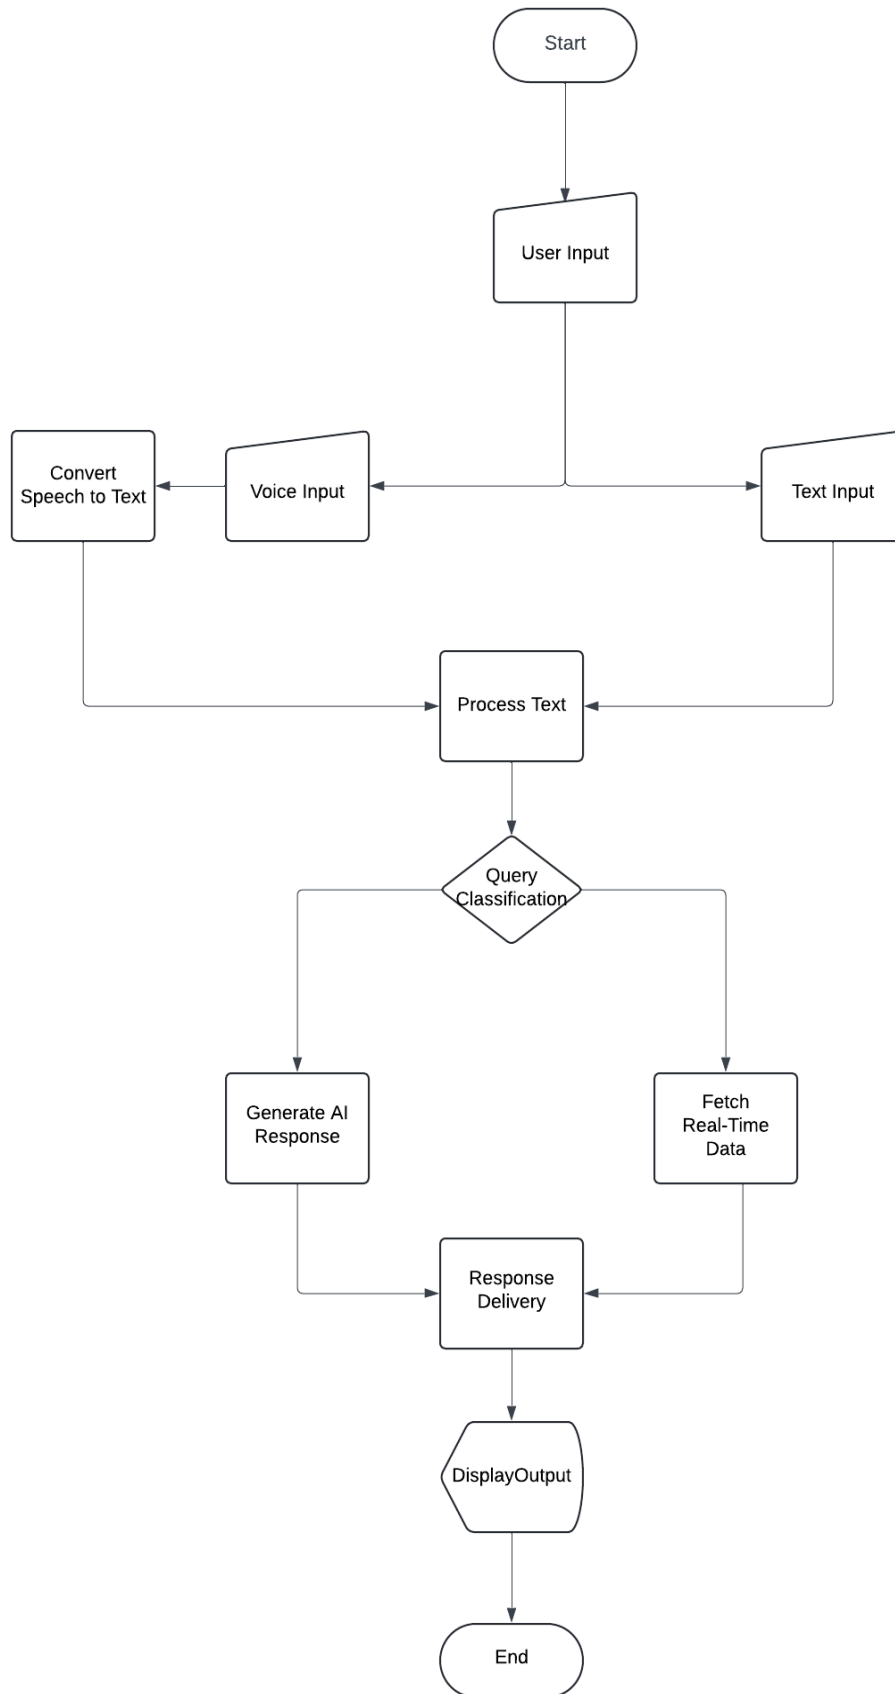 Start
User Input
Convert
Speech to Text
Voice Input
Text Input
Process Text
Query
Classification
Generate AI
Response
Fetch
Real-Time
Data
Response
Delivery
DisplayOutput
End